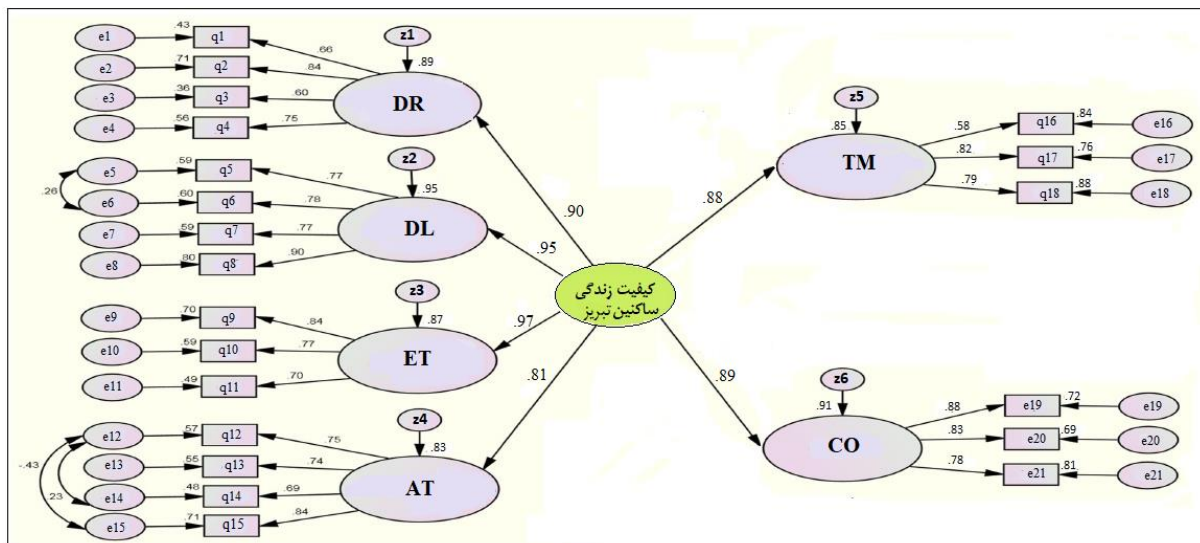 e1 .43 q1 .66
e2 .71 q2 .84
e3 .36 q3 .60
e4 .56 q4 .75
z1
.89
DR
.26
e5 .59 q5 .77
e6 .60 q6 .78
e7 .59 q7 .77
e8 .80 q8 .90
z2
.95
DL
e9 .70 q9 .84
e10 .59 q10 .77
e11 .49 q11 .70
z3
.87
ET
-.43
.23
e12 .57 q12 .75
e13 .55 q13 .74
e14 .48 q14 .69
e15 .71 q15 .84
z4
.83
AT
.90
.95
.97
.81
کیفیت زندگی
ساکنین تبریز
.88
.89
z5
.85
TM
.58 q16 .84 e16
.82 q17 .76 e17
.79 q18 .88 e18
z6
.91
CO
.88 e19 .72 e19
.83 e20 .69 e20
.78 e21 .81 e21